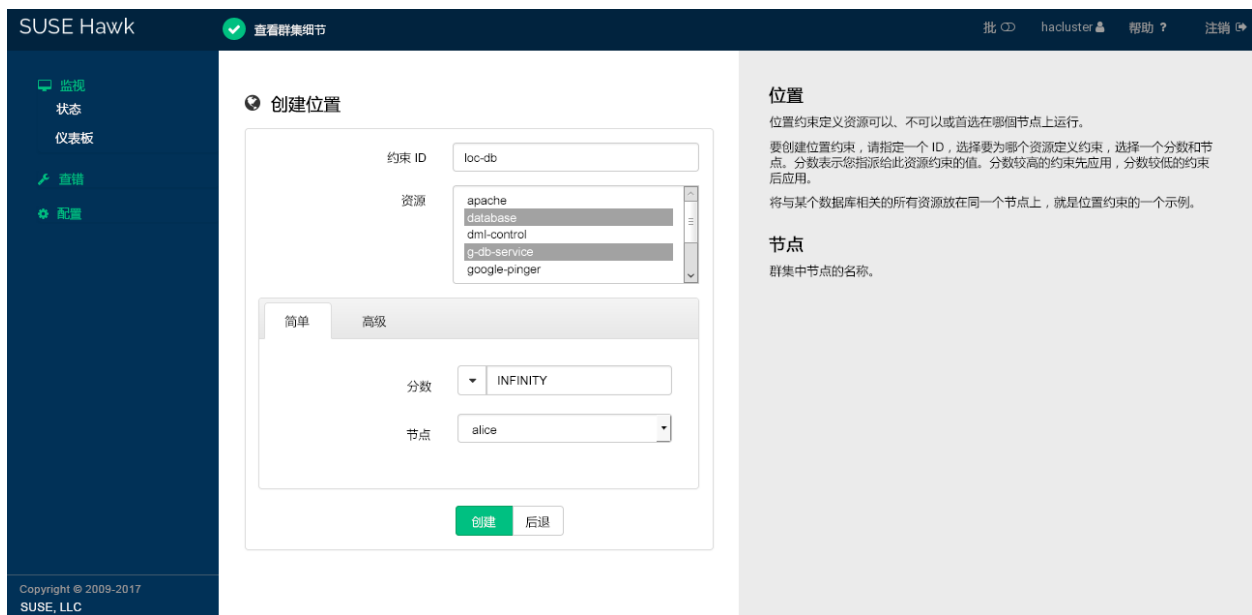 SUSE Hawk
查看群集细节
批
hacluster
帮助 ?
注销
监视
状态
仪表板
查错
配置
创建位置
约束 ID
loc-db
资源
apache
database
dml-control
g-db-service
google-pinger
简单
高级
分数
INFINITY
节点
alice
创建
后退
位置
位置约束定义资源可以、不可以或首选在哪個节点上运行。
要创建位置约束，请指定一个 ID，选择要为哪个资源定义约束，选择一个分数和节
点。分数表示您指派给此资源约束的值。分数较高的约束先应用，分数较低的约束
后应用。
将与某个数据库相关的所有资源放在同一个节点上，就是位置约束的一个示例。
节点
群集中节点的名称。
Copyright © 2009-2017
SUSE, LLC